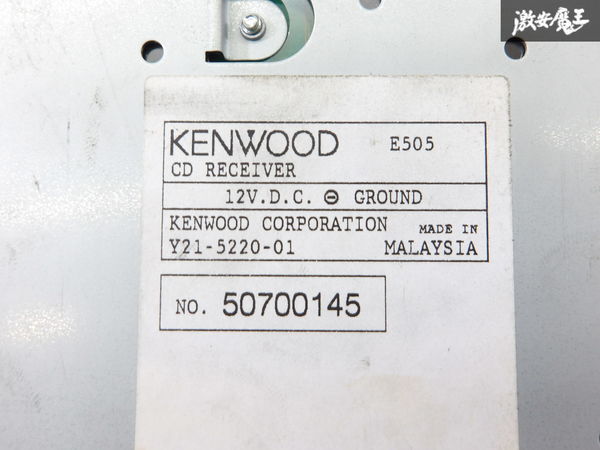 激安魔王
KENWOOD E505
CD RECEIVER
12V.D.C. ⊖ GROUND
KENWOOD CORPORATION MADE IN
Y21-5220-01 MALAYSIA
NO. 50700145